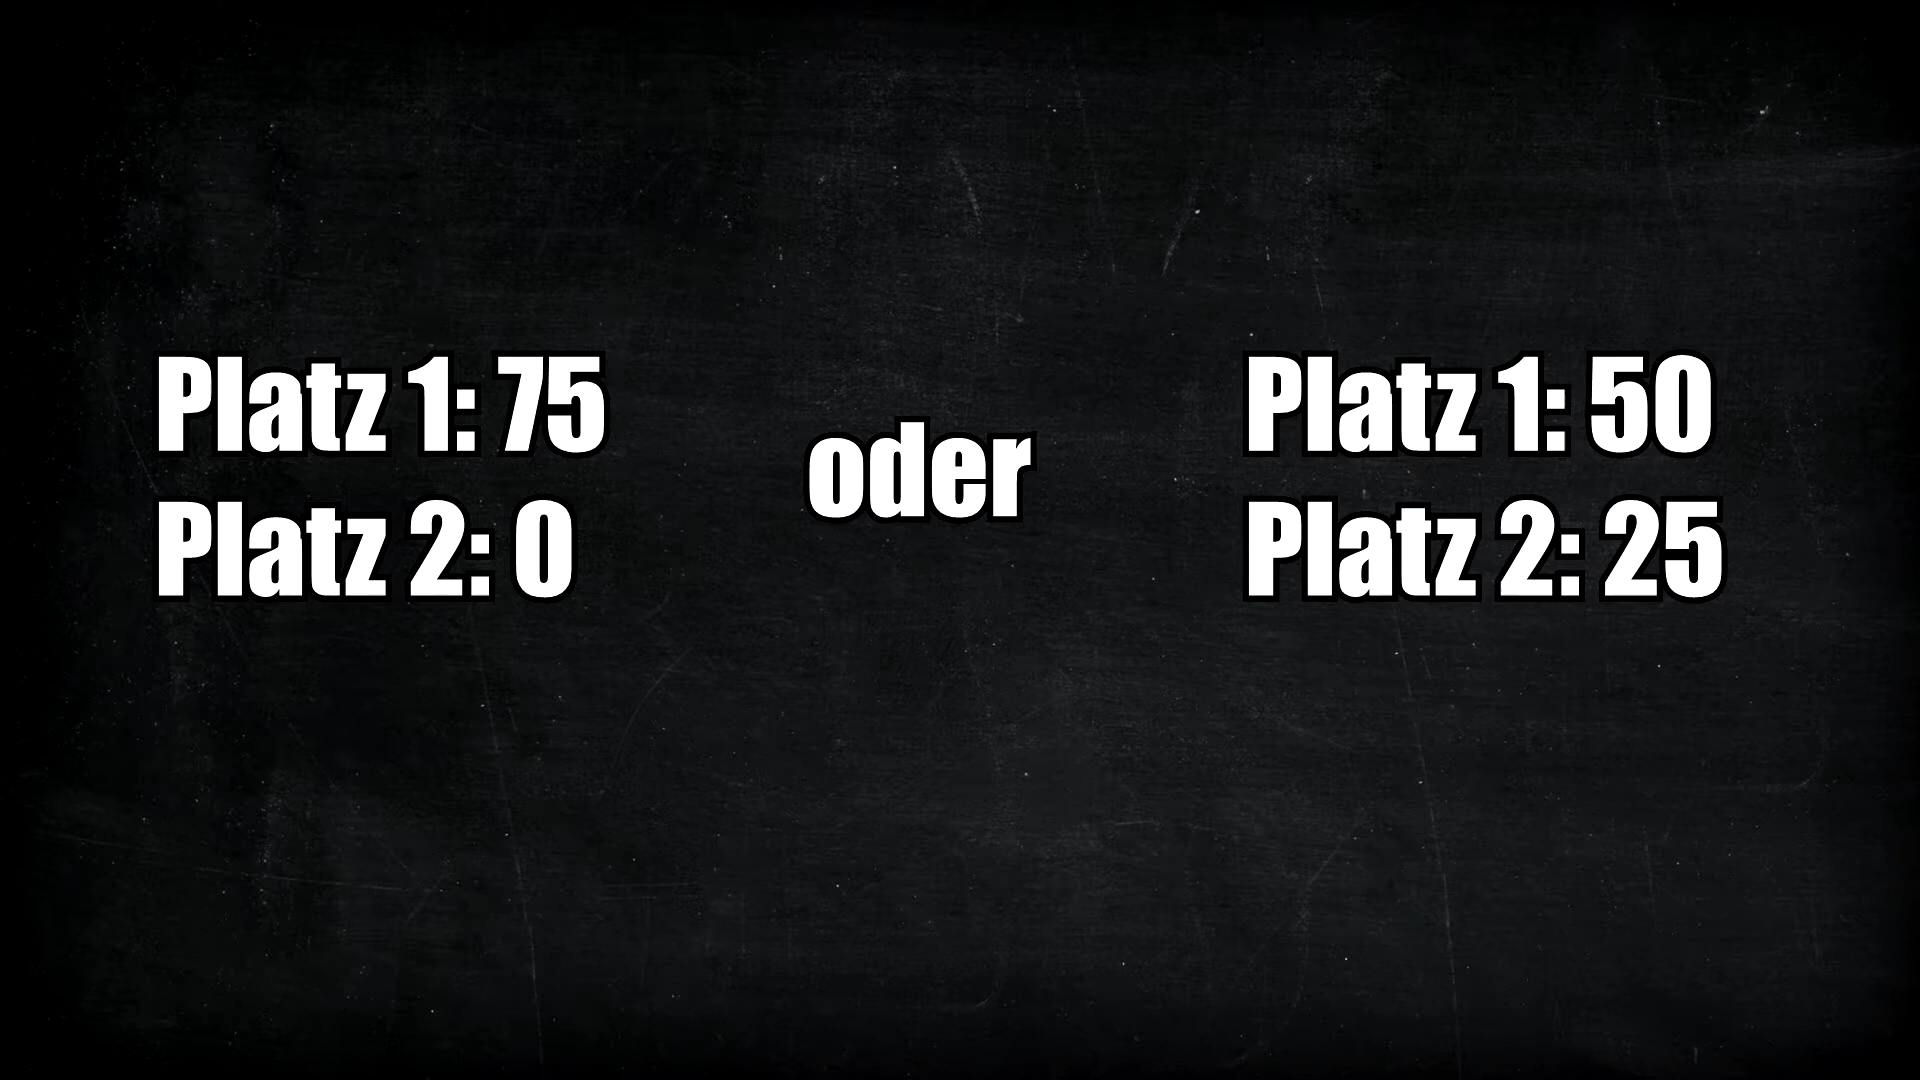 Platz 1: 75
Platz 2: 0
oder
Platz 1: 50
Platz 2: 25